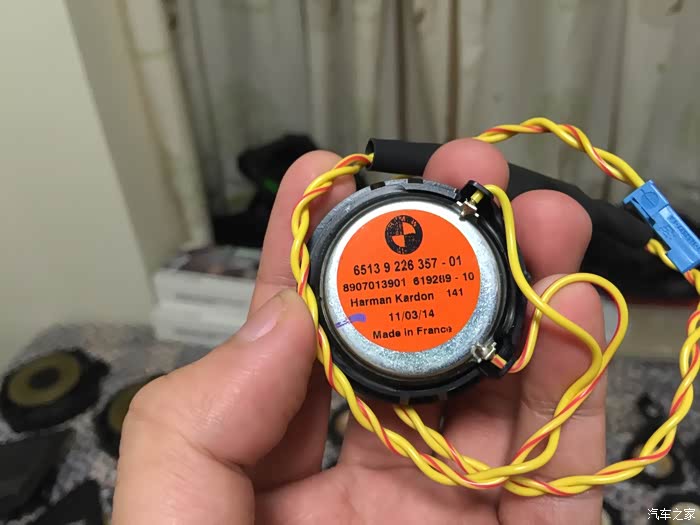 6513 9 226 357 - 01
8907013901 619289 - 10
Harman Kardon 141
11/03/14
Made in France
汽车之家